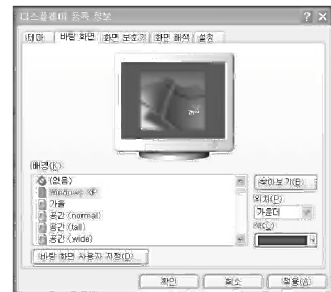 디스플레이 등록 정보
테마 바탕 화면 화면 보호기 화면 배색 설정
배경(K):
(없음)
Windows XP
가을
공간 (normal)
공간 (tall)
공간 (wide)
찾아보기(B)...
위치(P)
가운데
색(C)
바탕 화면 사용자 지정(D)...
확인 취소 적용(A)